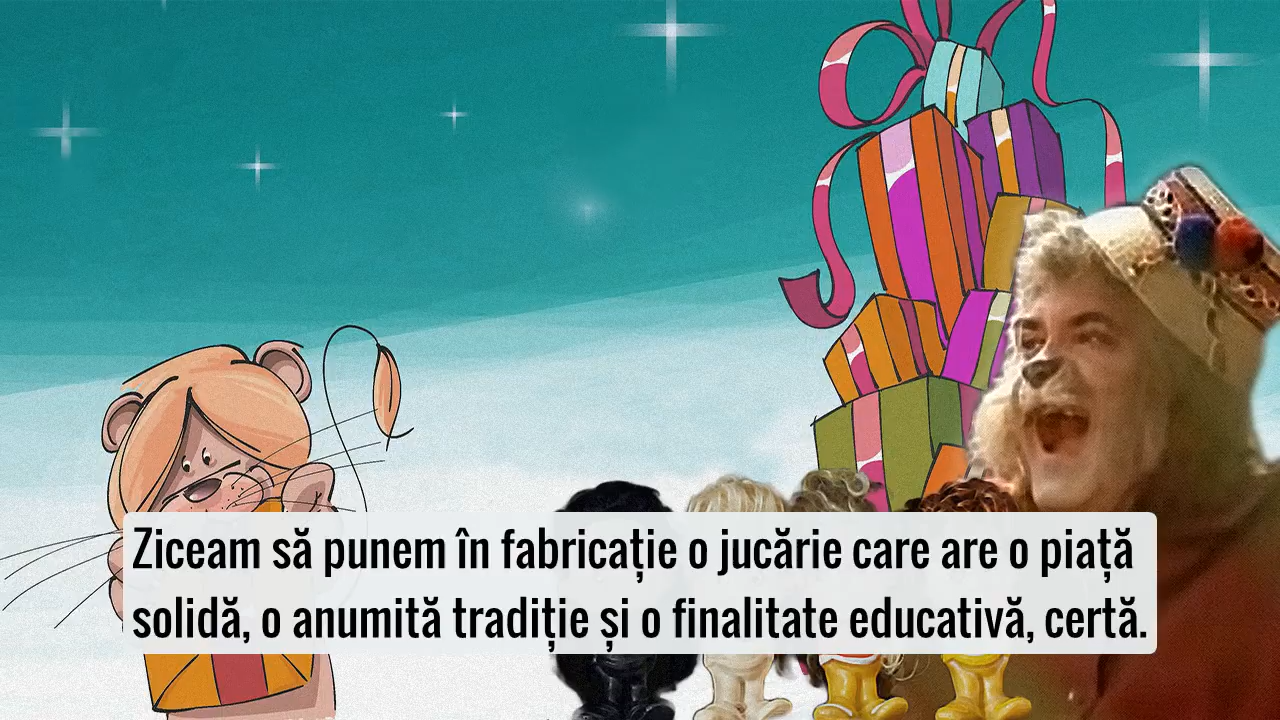 Ziceam să punem în fabricație o jucărie care are o piață
solidă, o anumită tradiție și o finalitate educativă, certă.